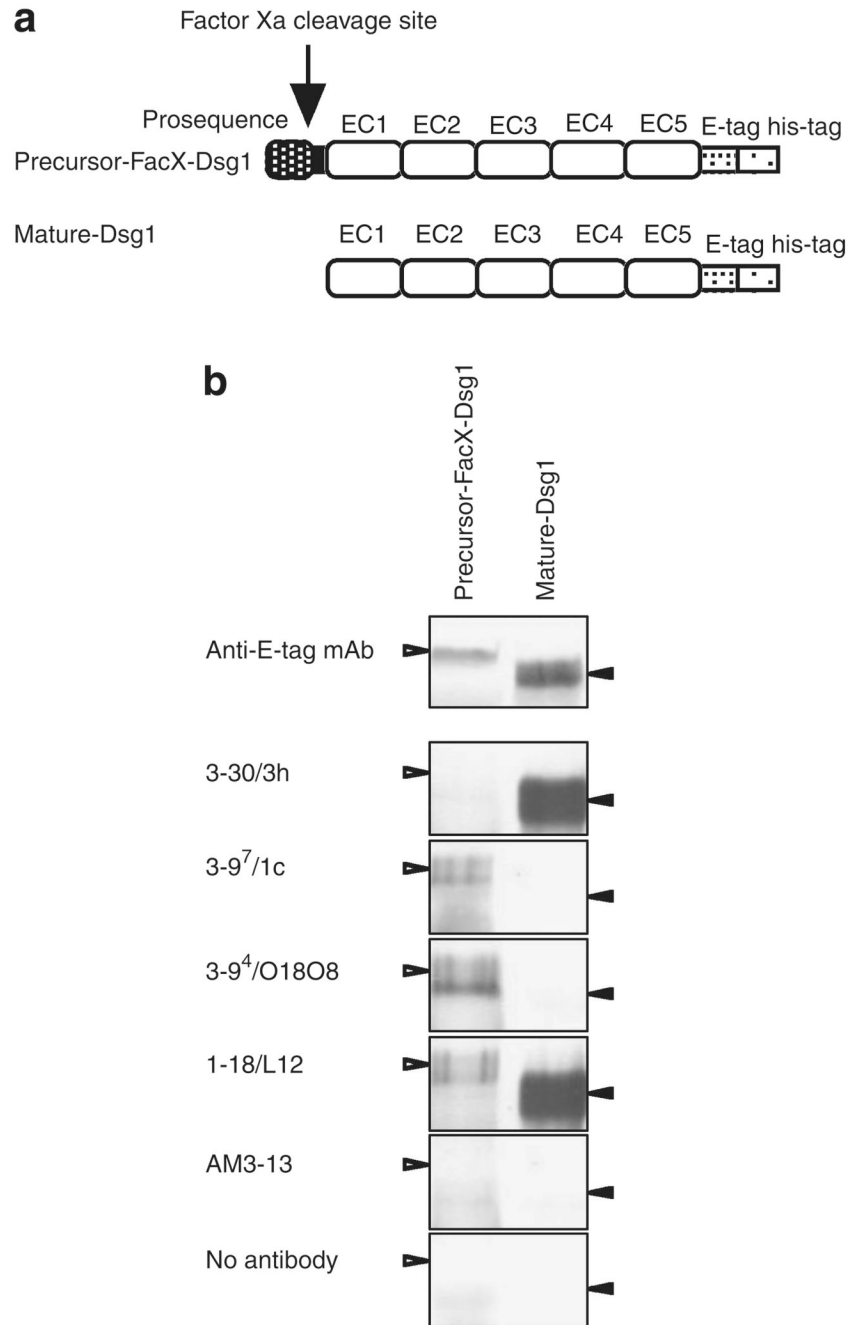 a
Factor Xa cleavage site
Prosequence EC1 EC2 EC3 EC4 EC5 E-tag his-tag
Precursor-FacX-Dsg1
EC1 EC2 EC3 EC4 EC5 E-tag his-tag
Mature-Dsg1
b
Precursor-FacX-Dsg1
Mature-Dsg1
Anti-E-tag mAb
3-30/3h
3-9⁷/1c
3-9⁴/O18O8
1-18/L12
AM3-13
No antibody